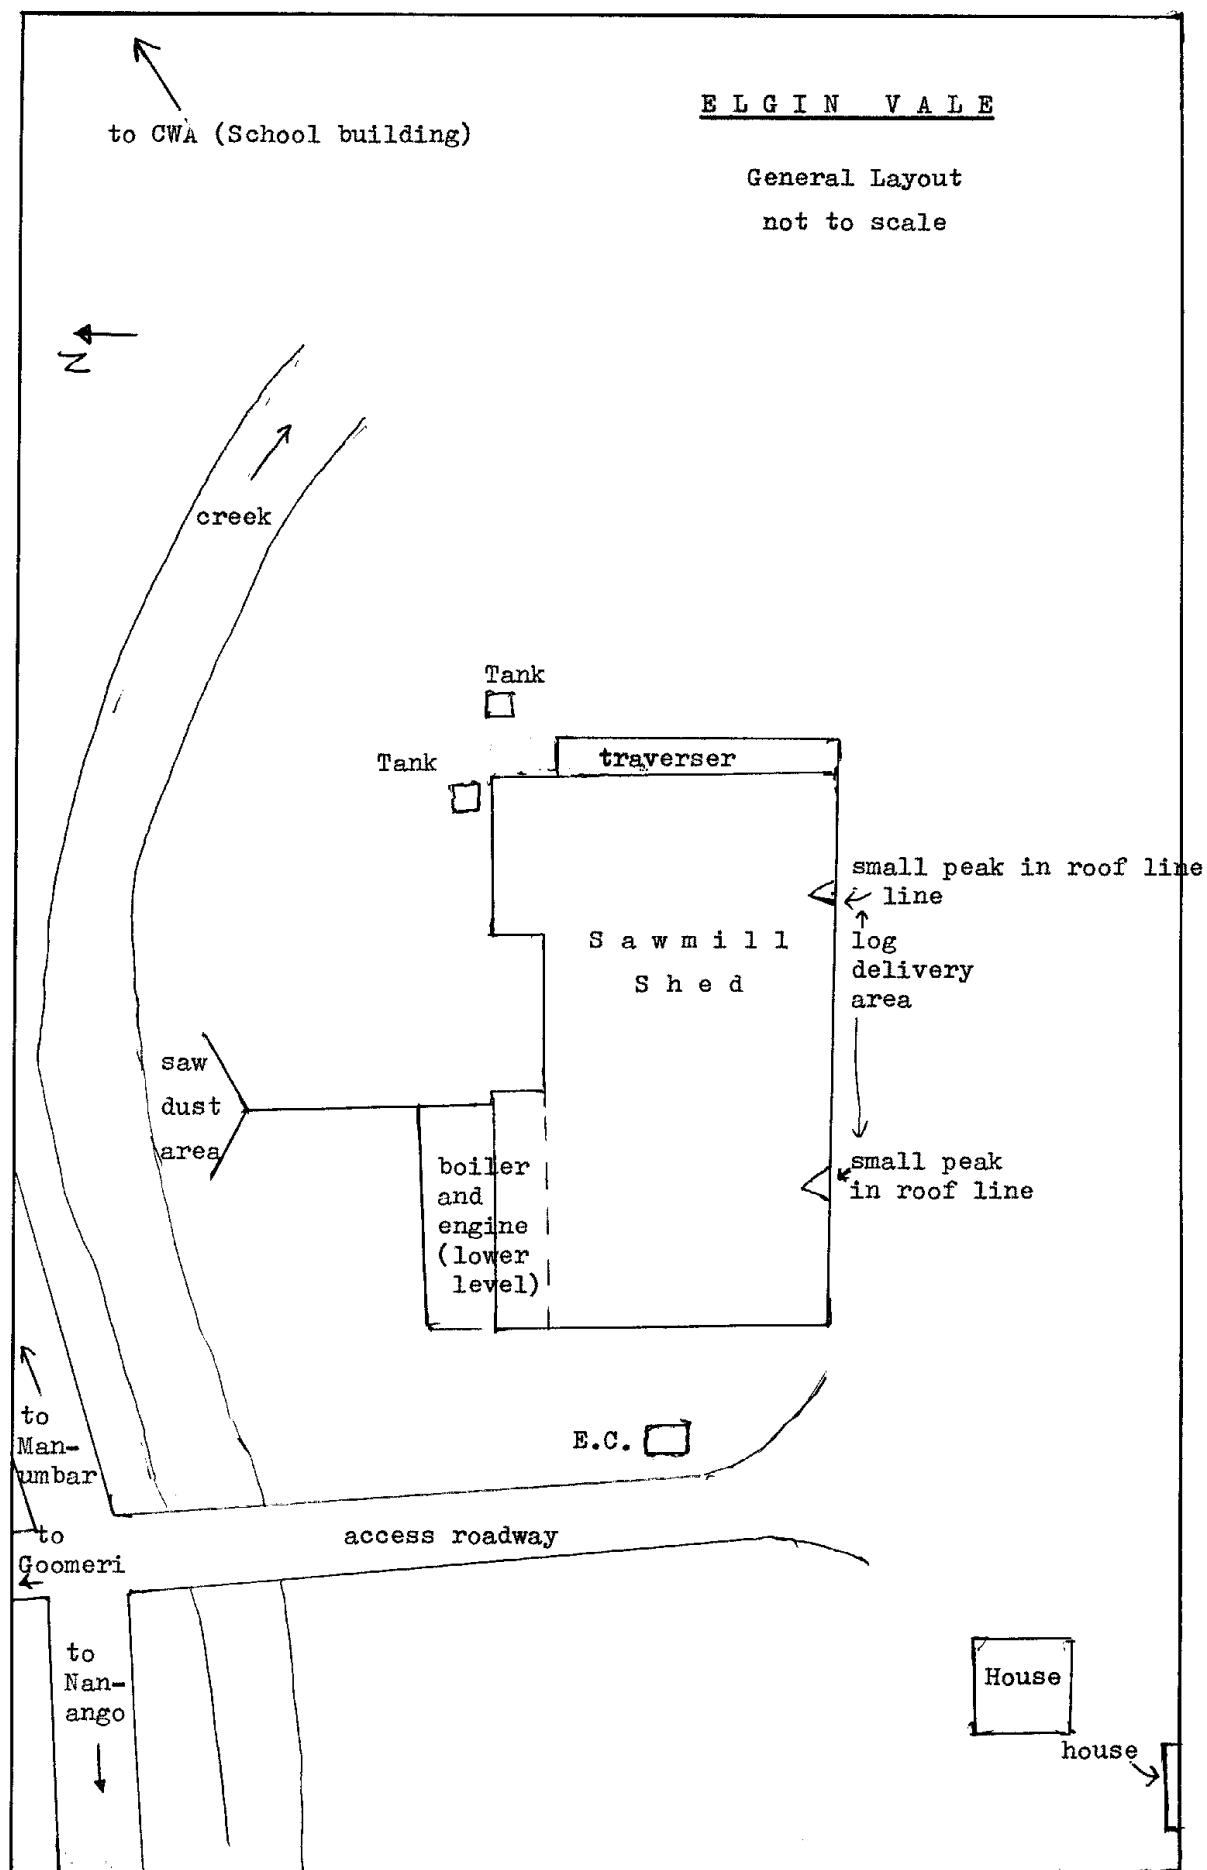 E L G I N   V A L E
General Layout
not to scale
to CWA (School building)
N
creek
Tank
Tank
traverser
small peak in roof line
line
log
delivery
area
S a w m i l l
S h e d
saw
dust
area
boiler
and
engine
(lower
level)
small peak
in roof line
to
Man-
umbar
E.C.
to
Goomeri
access roadway
to
Nan-
ango
House
house